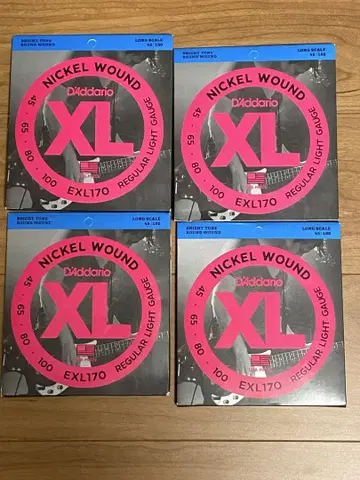 BRIGHT TONE
ROUND WOUND
LONG SCALE
45-100
NICKEL WOUND
D'Addario
XL
45 • 65 • 80 • 100
EXL170
REGULAR LIGHT GAUGE
BRIGHT TONE
ROUND WOUND
LONG SCALE
45-100
NICKEL WOUND
D'Addario
XL
45 • 65 • 80 • 100
EXL170
REGULAR LIGHT GAUGE
BRIGHT TONE
ROUND WOUND
LONG SCALE
45-100
NICKEL WOUND
D'Addario
XL
45 • 65 • 80 • 100
EXL170
REGULAR LIGHT GAUGE
BRIGHT TONE
ROUND WOUND
LONG SCALE
45-100
NICKEL WOUND
D'Addario
XL
45 • 65 • 80 • 100
EXL170
REGULAR LIGHT GAUGE